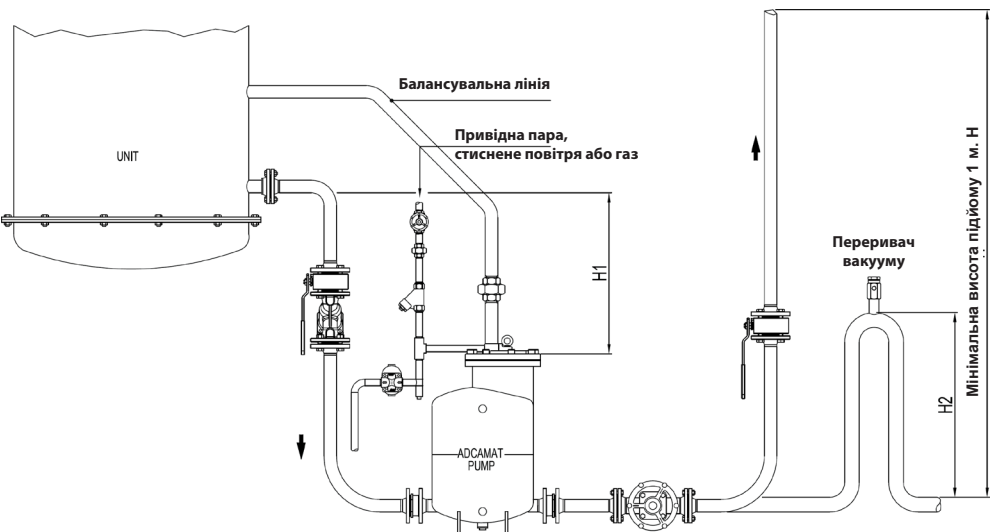 Балансувальна лінія
Привідна пара,
стиснене повітря або газ
UNIT
H1
Переривач
вакууму
Мінімальна висота підйому 1 м. H
H2
ADCAMAT
PUMP